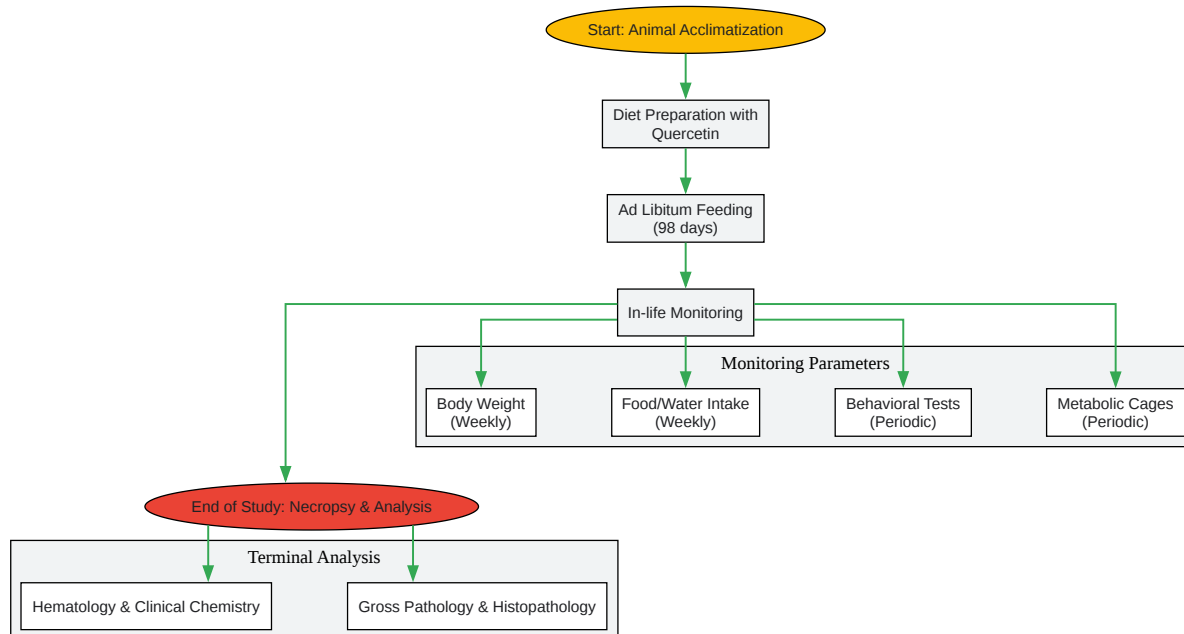 Start: Animal Acclimatization
Diet Preparation with
Quercetin
Ad Libitum Feeding
(98 days)
In-life Monitoring
Monitoring Parameters
Body Weight
(Weekly)
Food/Water Intake
(Weekly)
Behavioral Tests
(Periodic)
Metabolic Cages
(Periodic)
End of Study: Necropsy & Analysis
Terminal Analysis
Hematology & Clinical Chemistry
Gross Pathology & Histopathology